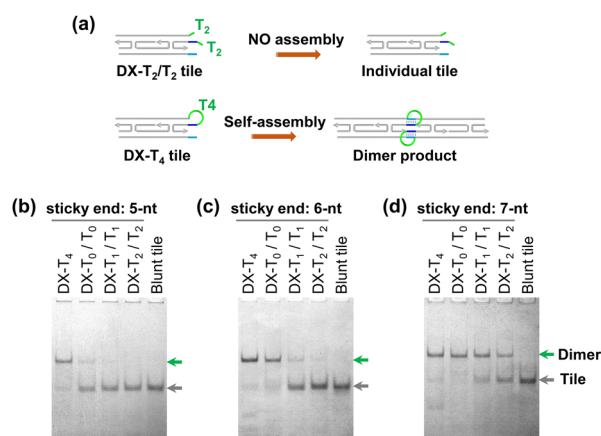 (a)
T₂
T₂
NO assembly
DX-T₂/T₂ tile
Individual tile
T4
Self-assembly
DX-T₄ tile
Dimer product
(b) sticky end: 5-nt
DX-T₄
DX-T₀ / T₀
DX-T₁ / T₁
DX-T₂ / T₂
Blunt tile
(c) sticky end: 6-nt
DX-T₄
DX-T₀ / T₀
DX-T₁ / T₁
DX-T₂ / T₂
Blunt tile
(d) sticky end: 7-nt
DX-T₄
DX-T₀ / T₀
DX-T₁ / T₁
DX-T₂ / T₂
Blunt tile
Dimer
Tile